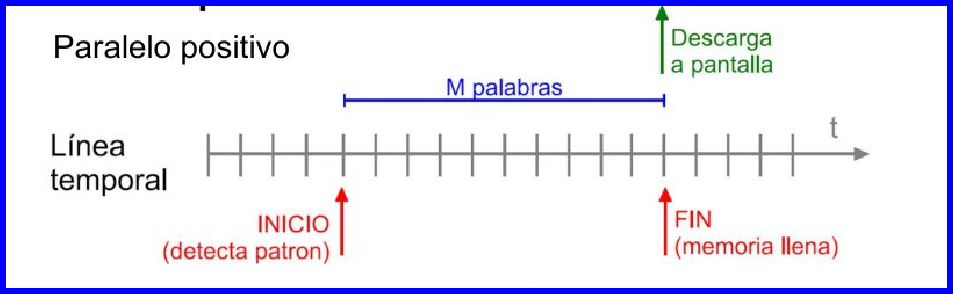 Paralelo positivo
Descarga
a pantalla
M palabras
t
Línea
temporal
INICIO
(detecta patron)
FIN
(memoria llena)